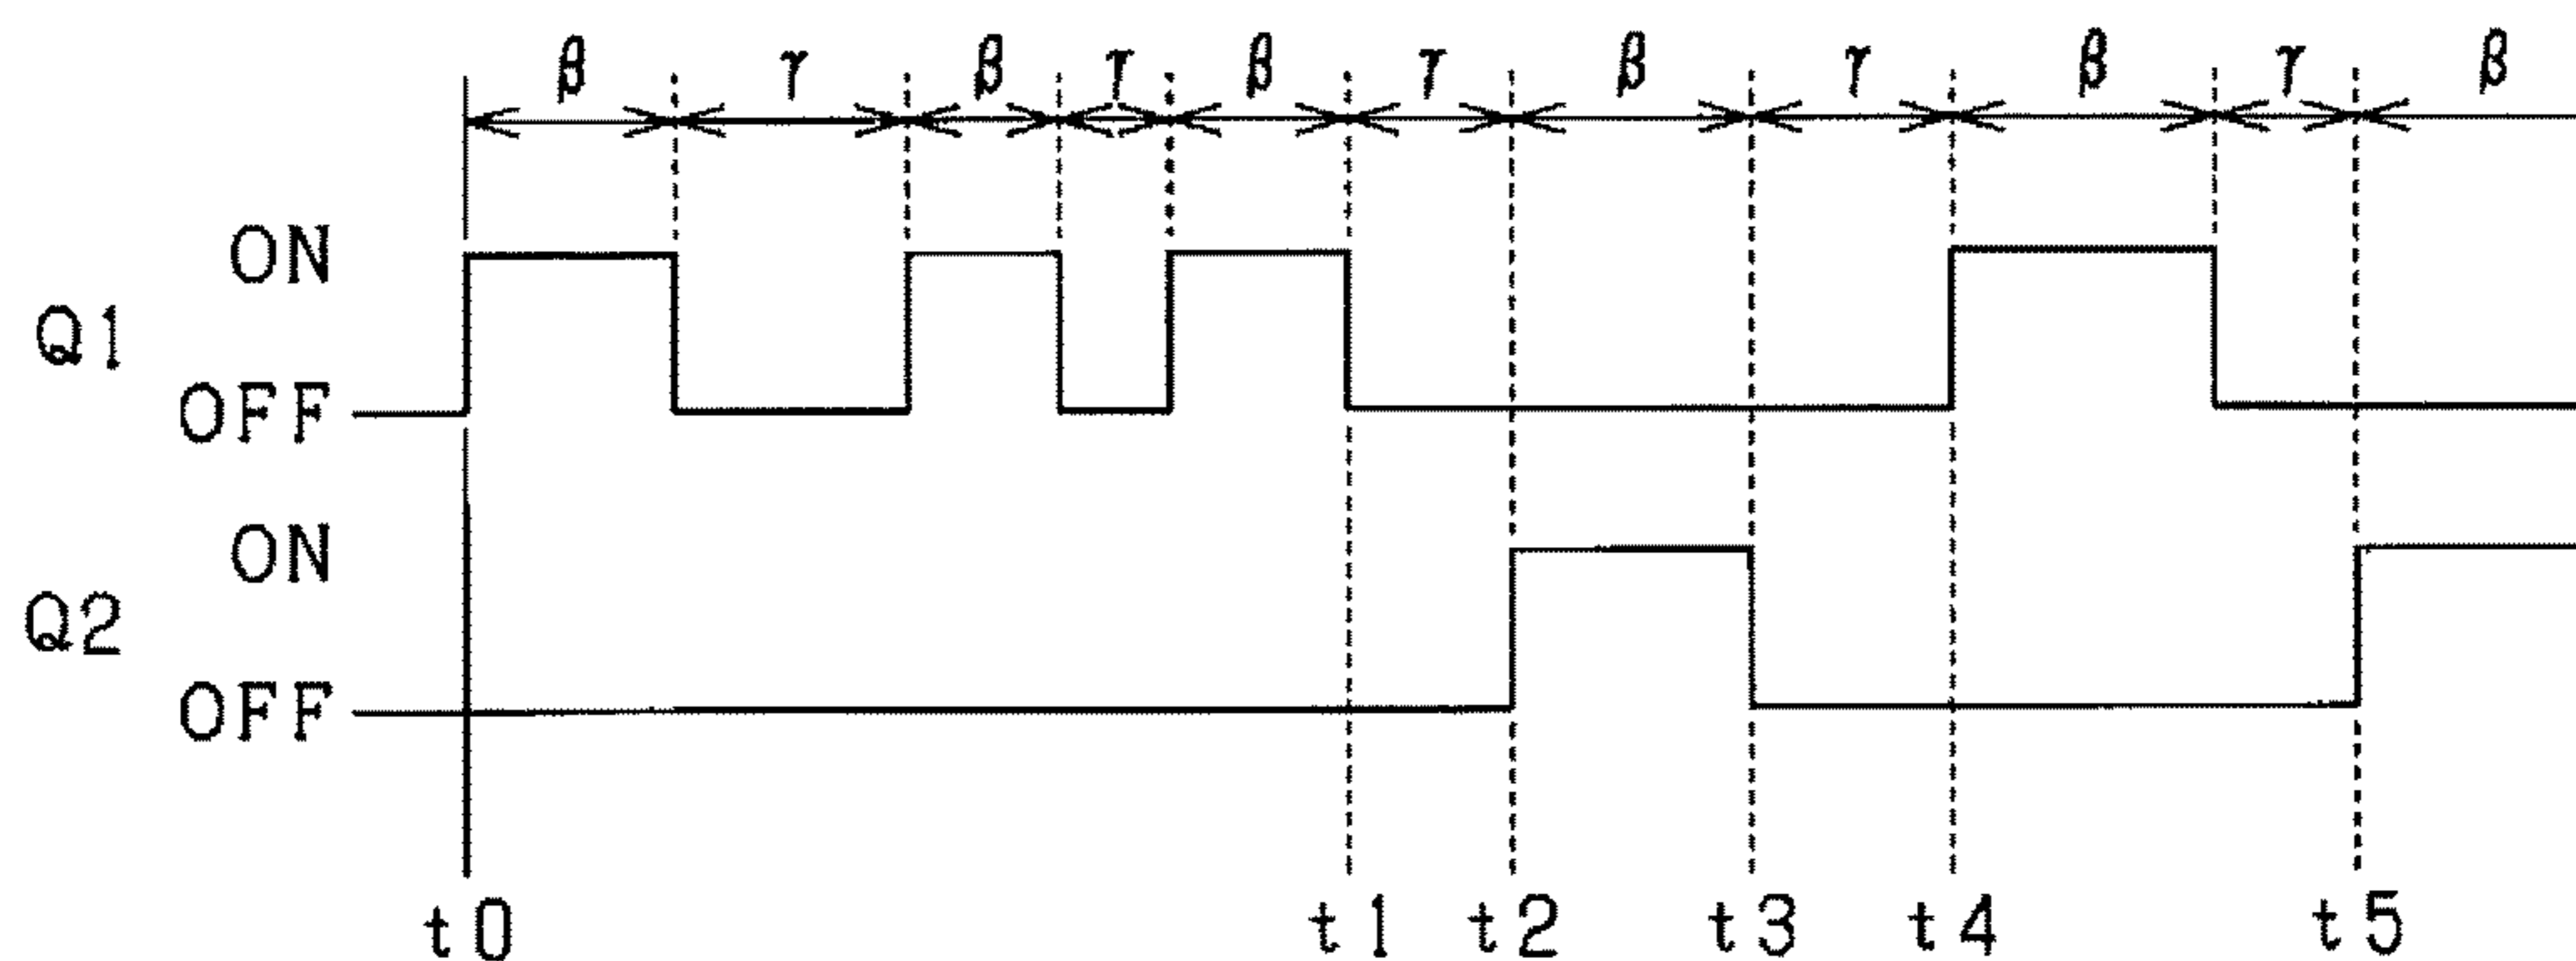 β γ β γ β γ β γ β γ β
ON
Q1
OFF
ON
Q2
OFF
t0 t1 t2 t3 t4 t5